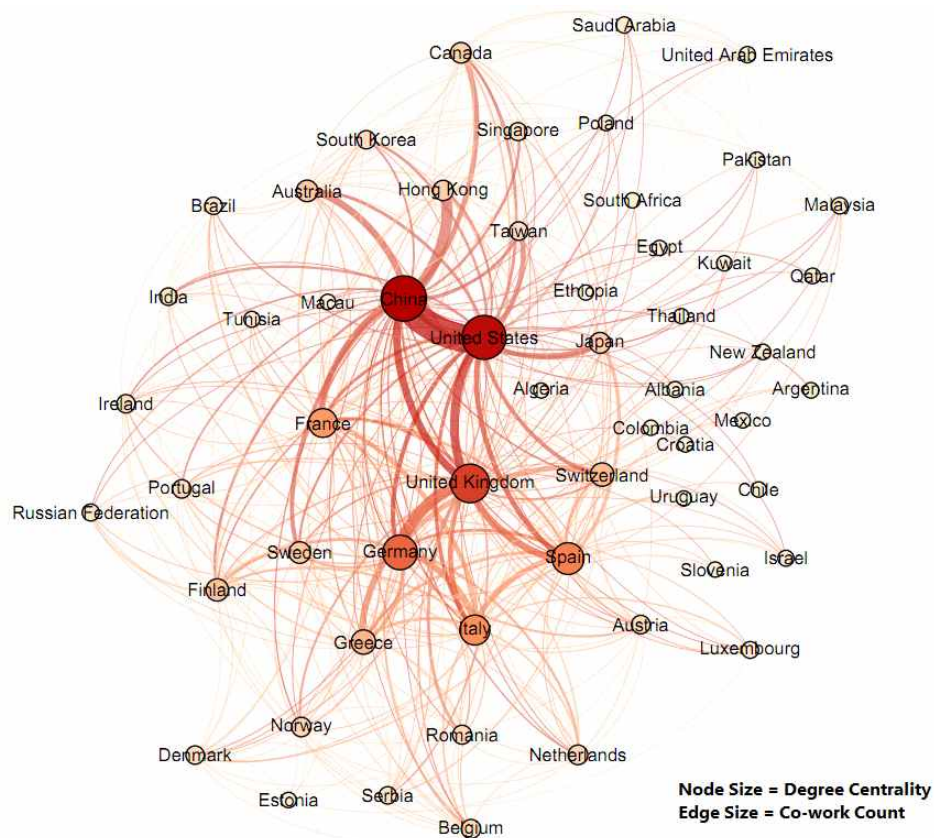 Saudi Arabia
Canada
United Arab Emirates
Singapore
Poland
South Korea
Pakistan
Australia
Hong Kong
South Africa
Brazil
Malaysia
Taiwan
Egypt
Kuwait
Qatar
India
Macau
China
Ethiopia
Tunisia
Thailand
United States
Japan
New Zealand
Ireland
Algeria
Albania
Argentina
France
Colombia
Mexico
Croatia
Portugal
United Kingdom
Switzerland
Uruguay
Chile
Russian Federation
Sweden
Germany
Spain
Israel
Slovenia
Finland
Greece
Italy
Austria
Luxembourg
Norway
Romania
Denmark
Netherlands
Estonia
Serbia
Belgium
Node Size = Degree Centrality
Edge Size = Co-work Count